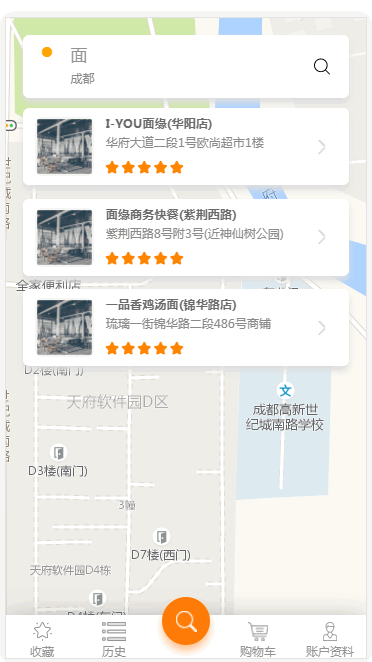 面
成都
I-YOU面缘(华阳店)
华府大道二段1号欧尚超市1楼
面缘商务快餐(紫荆西路)
紫荆西路8号附3号(近神仙树公园)
全家便利店
一品香鸡汤面(锦华路店)
琉璃一街锦华路二段486号商铺
D2楼(南门)
天府软件园D区
成都高新世
纪城南路学校
D3楼(南门)
3幢
D7楼(西门)
天府软件园D4栋
收藏
历史
购物车
账户资料